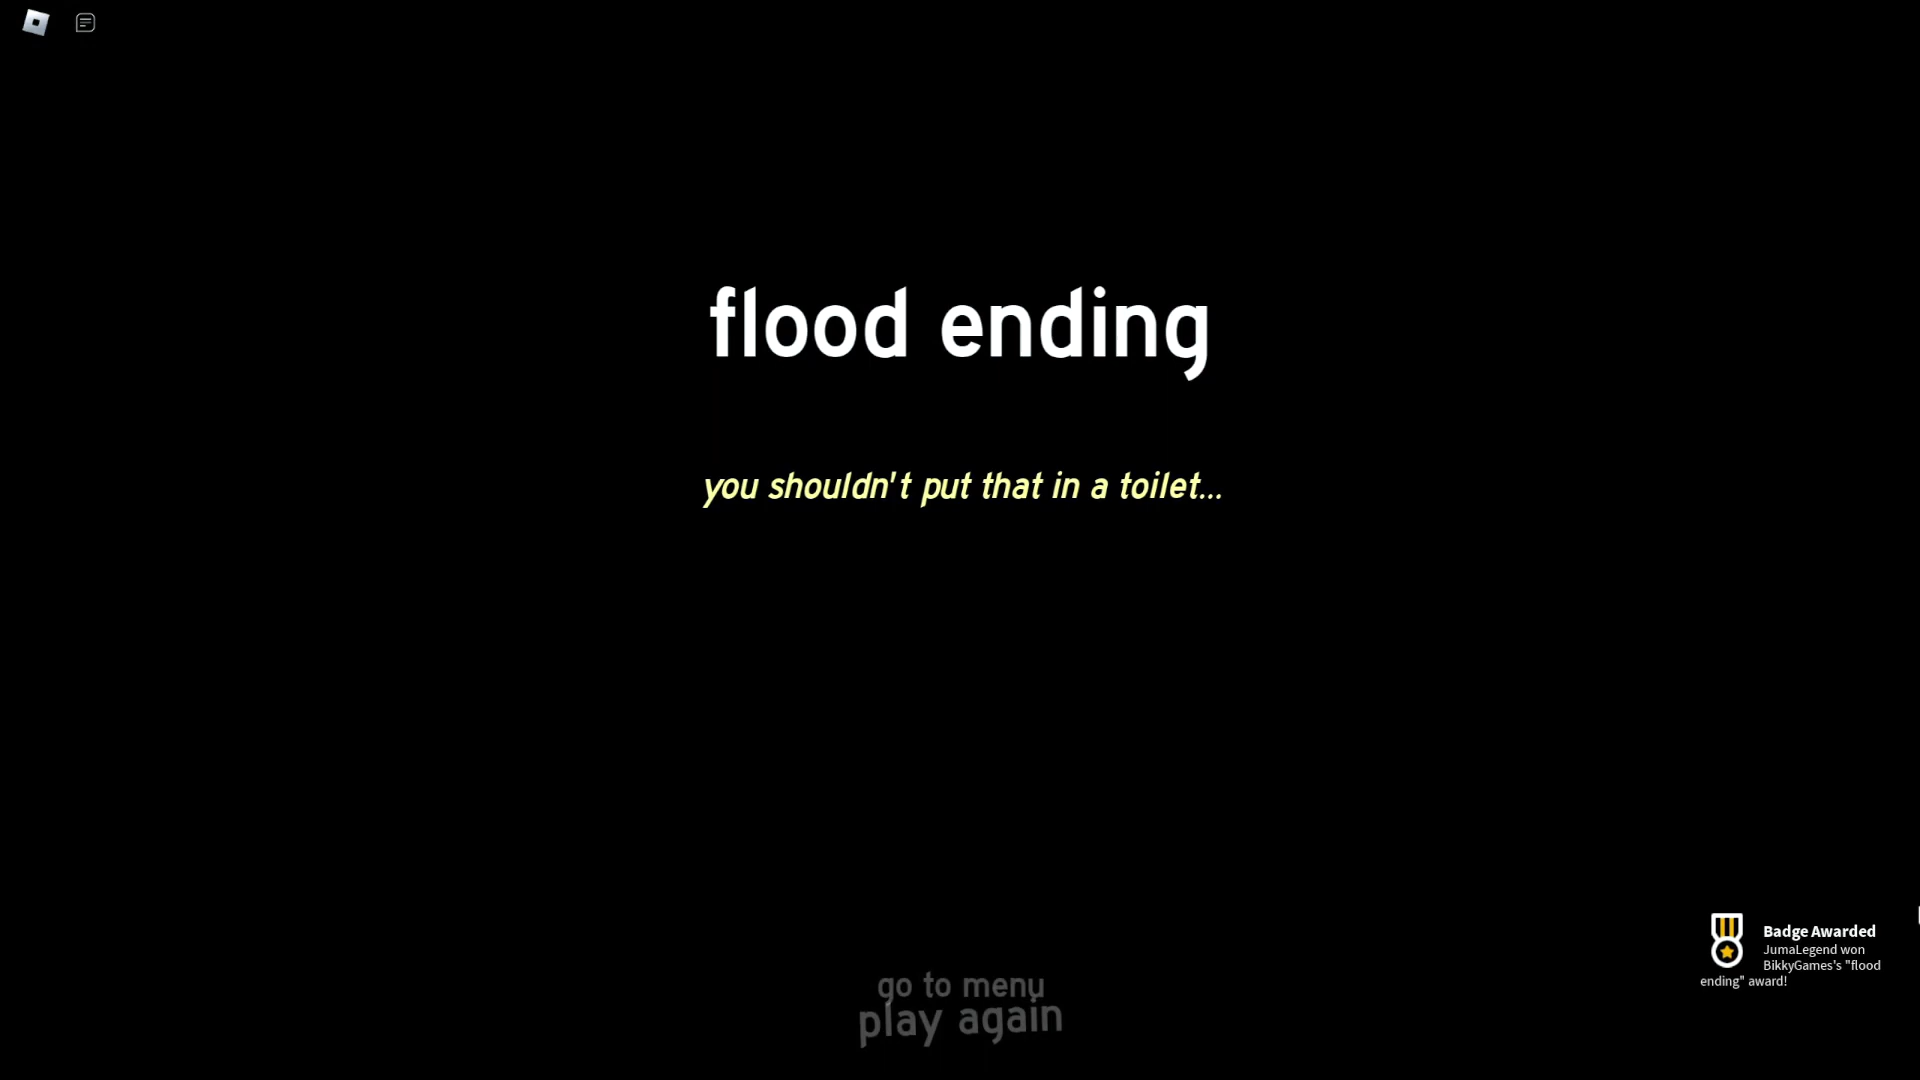 flood ending
you shouldn't put that in a toilet...
go to menu
play again
Badge Awarded
JumaLegend won
BikkyGames's "flood
ending" award!